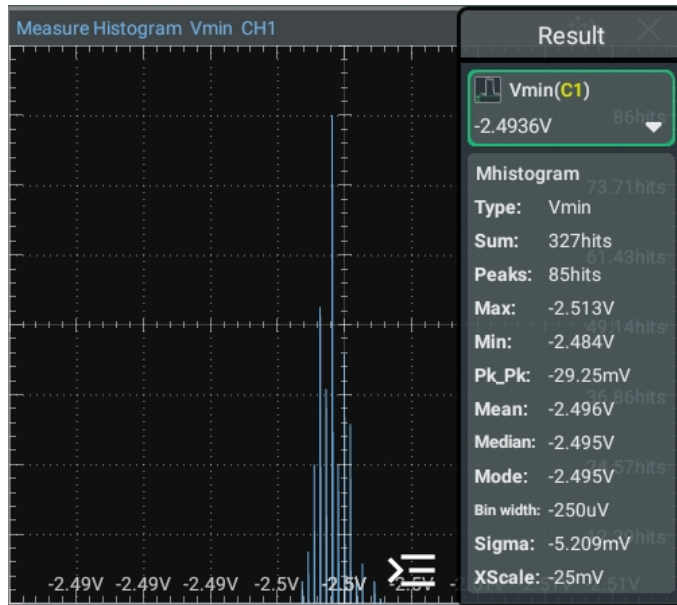 Measure Histogram Vmin CH1
Result
Vmin(C1)
-2.4936V
86hits
Mhistogram
73.71hits
Type: Vmin
Sum: 327hits
61.43hits
Peaks: 85hits
Max: -2.513V
49.14hits
Min: -2.484V
Pk_Pk: -29.25mV
36.86hits
Mean: -2.496V
Median: -2.495V
24.57hits
Mode: -2.495V
Bin width: -250uV
Sigma: -5.209mV
XScale: -25mV
-2.49V -2.49V -2.49V -2.5V -2.5V -2.5V -2.51V